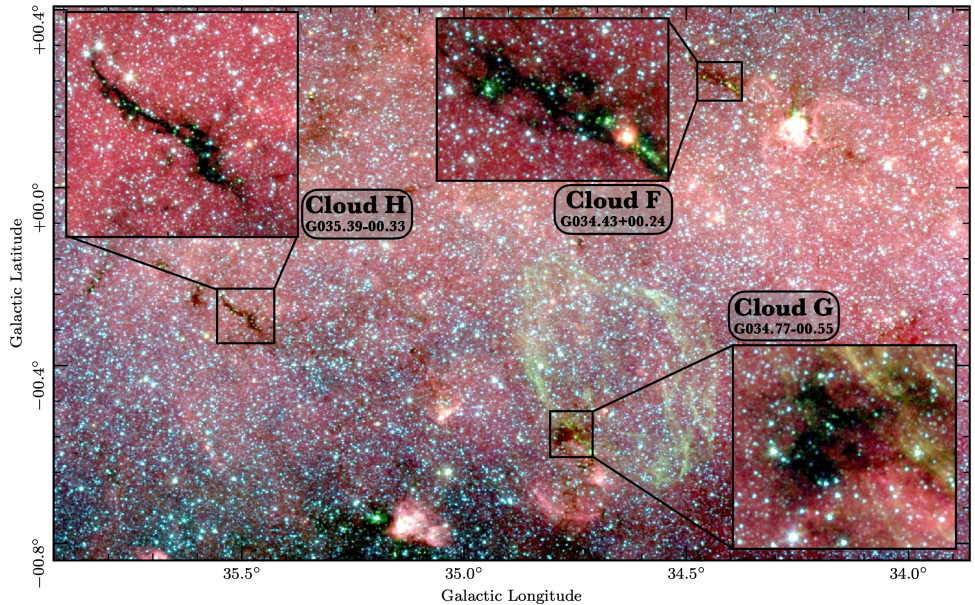 +00.4°
+00.0°
−00.4°
−00.8°
Galactic Latitude
Cloud H
G035.39-00.33
Cloud F
G034.43+00.24
Cloud G
G034.77-00.55
35.5°
35.0°
34.5°
34.0°
Galactic Longitude